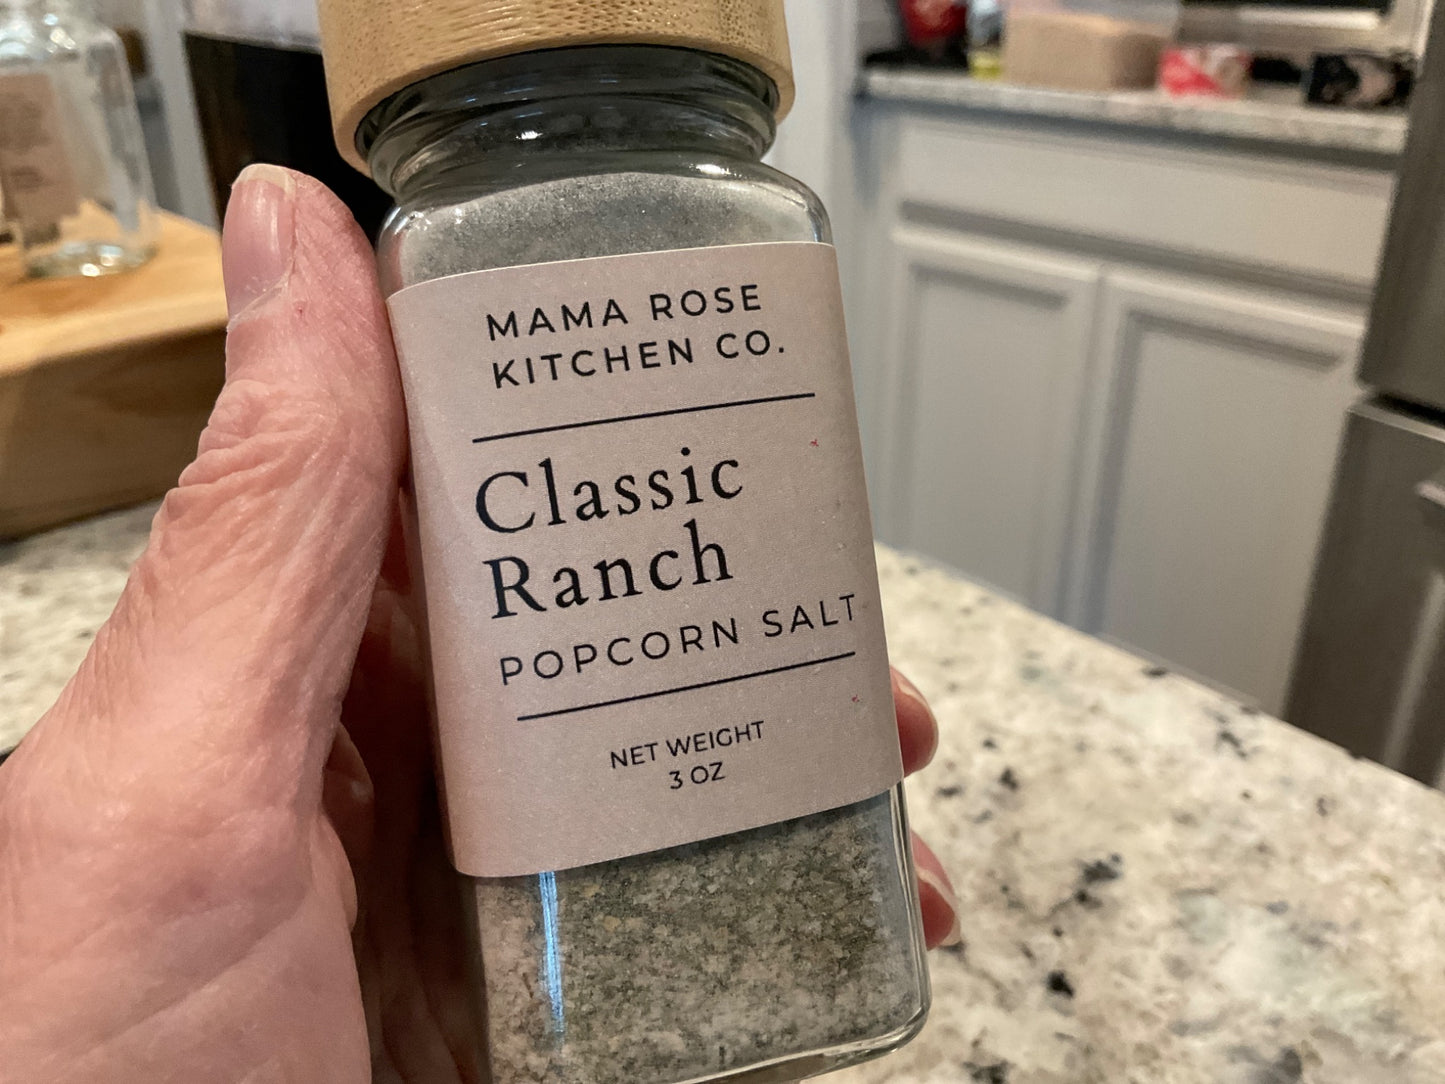 MAMA ROSE
KITCHEN CO.
Classic
Ranch
POPCORN SALT
NET WEIGHT
3 OZ